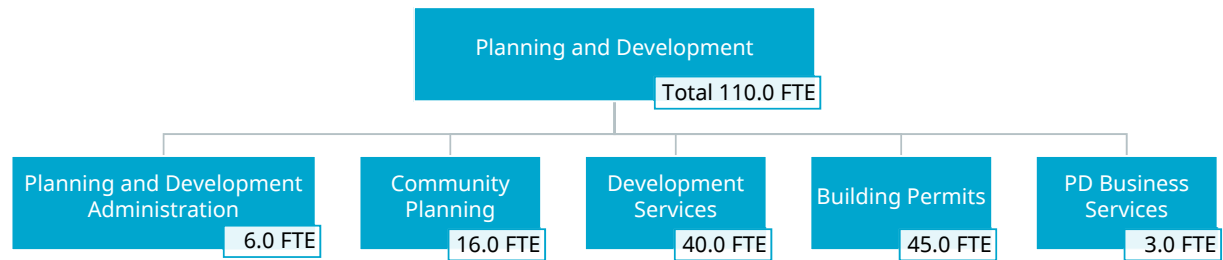 Planning and Development
Total 110.0 FTE
Planning and Development
Administration
6.0 FTE
Community
Planning
16.0 FTE
Development
Services
40.0 FTE
Building Permits
45.0 FTE
PD Business
Services
3.0 FTE